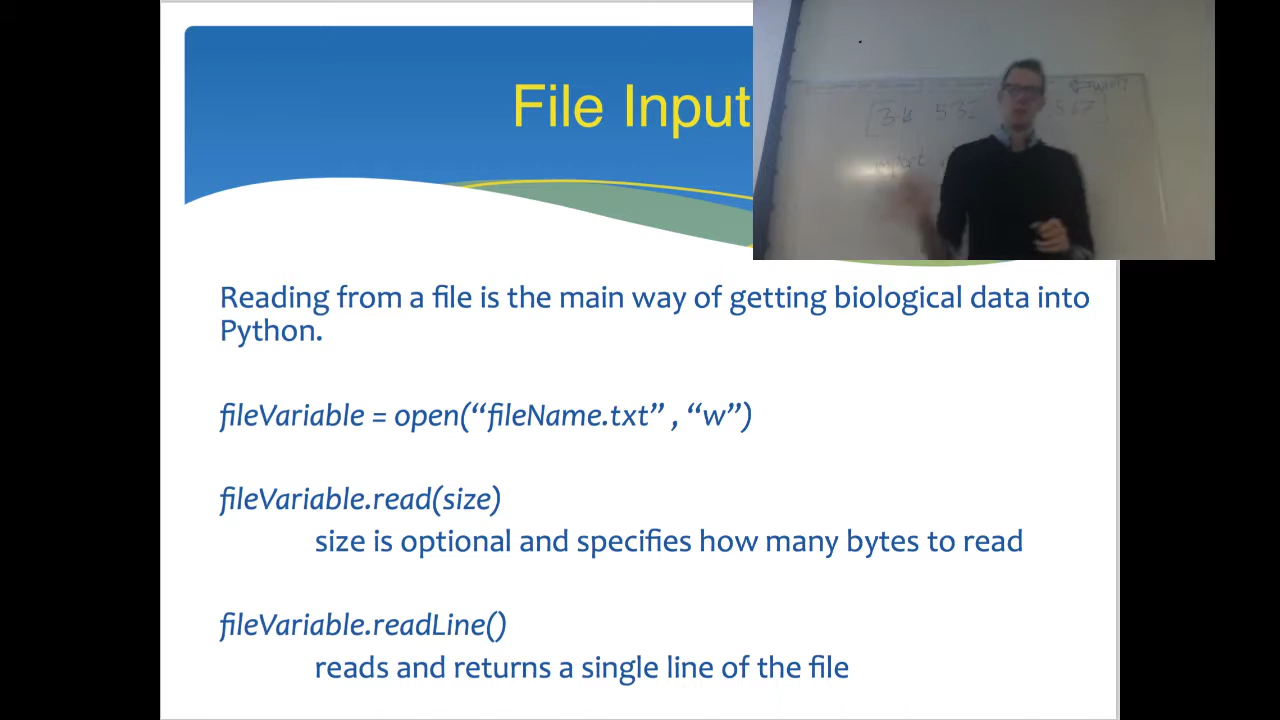 File Input
Reading from a file is the main way of getting biological data into
Python.
fileVariable = open(“fileName.txt” , “w”)
fileVariable.read(size)
size is optional and specifies how many bytes to read
fileVariable.readLine()
reads and returns a single line of the file
import